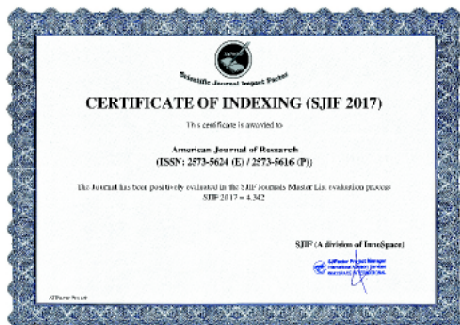 Scientific Journal Impact Factor
CERTIFICATE OF INDEXING (SJIF 2017)
This certificate is awarded to
American Journal of Research
(ISSN: 2573-5624 (E) / 2573-5616 (P))
The Journal has been positively evaluated in the SJIF Journals Master List evaluation process
SJIF 2017 = 4.342
SJIF (A division of InnoSpace)
SJIFactor Project Manager
SJIFactor Project